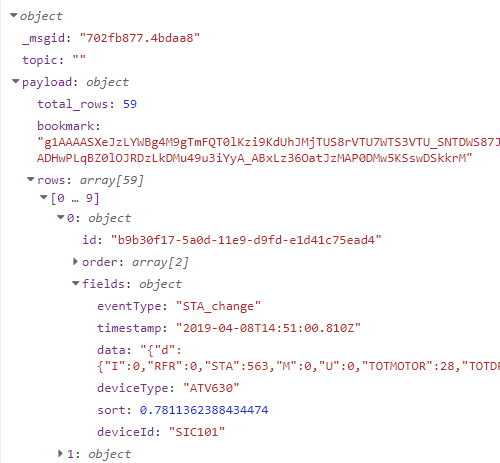 object
_msgid: "702fb877.4bdaa8"
topic: ""
payload: object
total_rows: 59
bookmark:
"g1AAAASXeJzLYWBg4M9gTmFQT0lKzi9KdUhJMjTUS8rVTU7WTS3VTU_SNTDWS87J
ADHwPLqBZ0lOJRDzLkDMu49u3iYyA_ABxLz36OatJzMAP0DMw5KSswDSkkrM"
rows: array[59]
[0 … 9]
0: object
id: "b9b30f17-5a0d-11e9-d9fd-e1d41c75ead4"
order: array[2]
fields: object
eventType: "STA_change"
timestamp: "2019-04-08T14:51:00.810Z"
data: "{"d":
{"I":0,"RFR":0,"STA":563,"M":0,"U":0,"TOTMOTOR":28,"TOTDR
deviceType: "ATV630"
sort: 0.7811362388434474
deviceId: "SIC101"
1: object